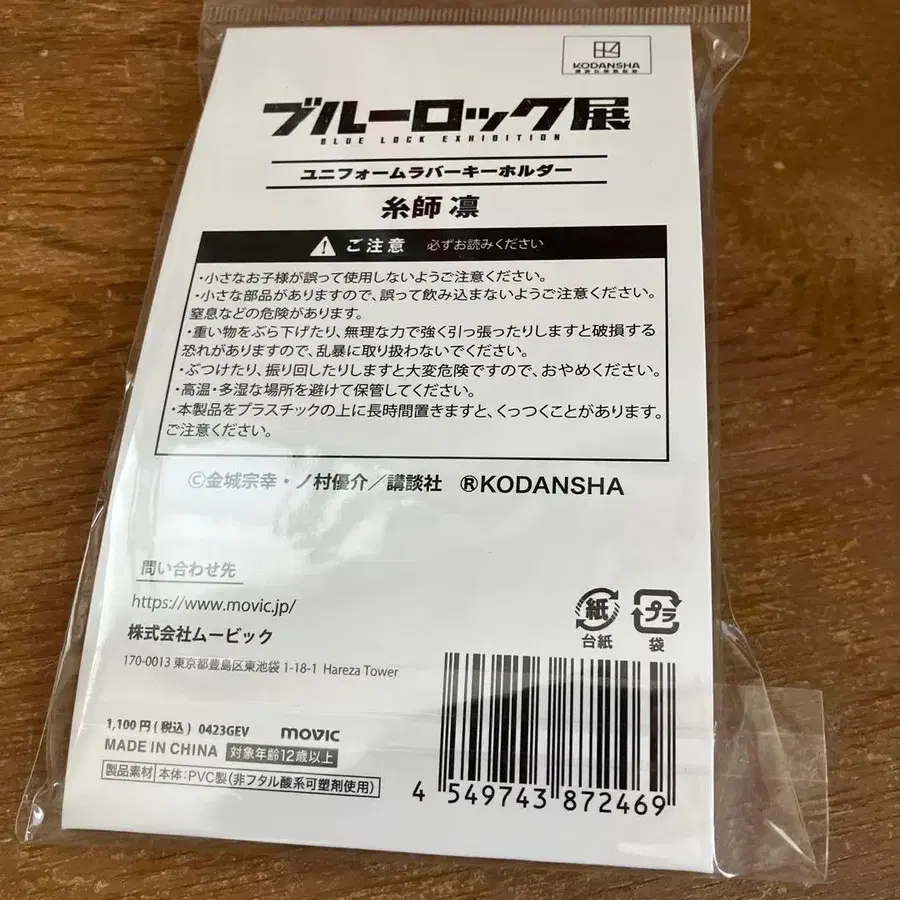 KODANSHA
ブルーロック展
BLUE LOCK EXHIBITION
ユニフォームラバーキーホルダー
糸師 凛
ご注意 必ずお読みください
・小さなお子様が誤って使用しないようご注意ください。
・小さな部品がありますので、誤って飲み込まないようご注意ください。
窒息などの危険があります。
・重い物をぶら下げたり、無理な力で強く引っ張ったりしますと破損する
恐れがありますので、乱暴に取り扱わないでください。
・ぶつけたり、振り回したりしますと大変危険ですので、おやめください。
・高温・多湿な場所を避けて保管してください。
・本製品をプラスチックの上に長時間置きますと、くっつくことがあります。
ご注意ください。
©金城宗幸・ノ村優介／講談社 ®KODANSHA
問い合わせ先
https://www.movic.jp/
株式会社ムービック
170-0013 東京都豊島区東池袋 1-18-1 Hareza Tower
紙 プラ
台紙 袋
1,100円(税込) 0423GEV movic
MADE IN CHINA 対象年齢12歳以上
製品素材 本体:PVC製(非フタル酸系可塑剤使用)
4 549743 872469